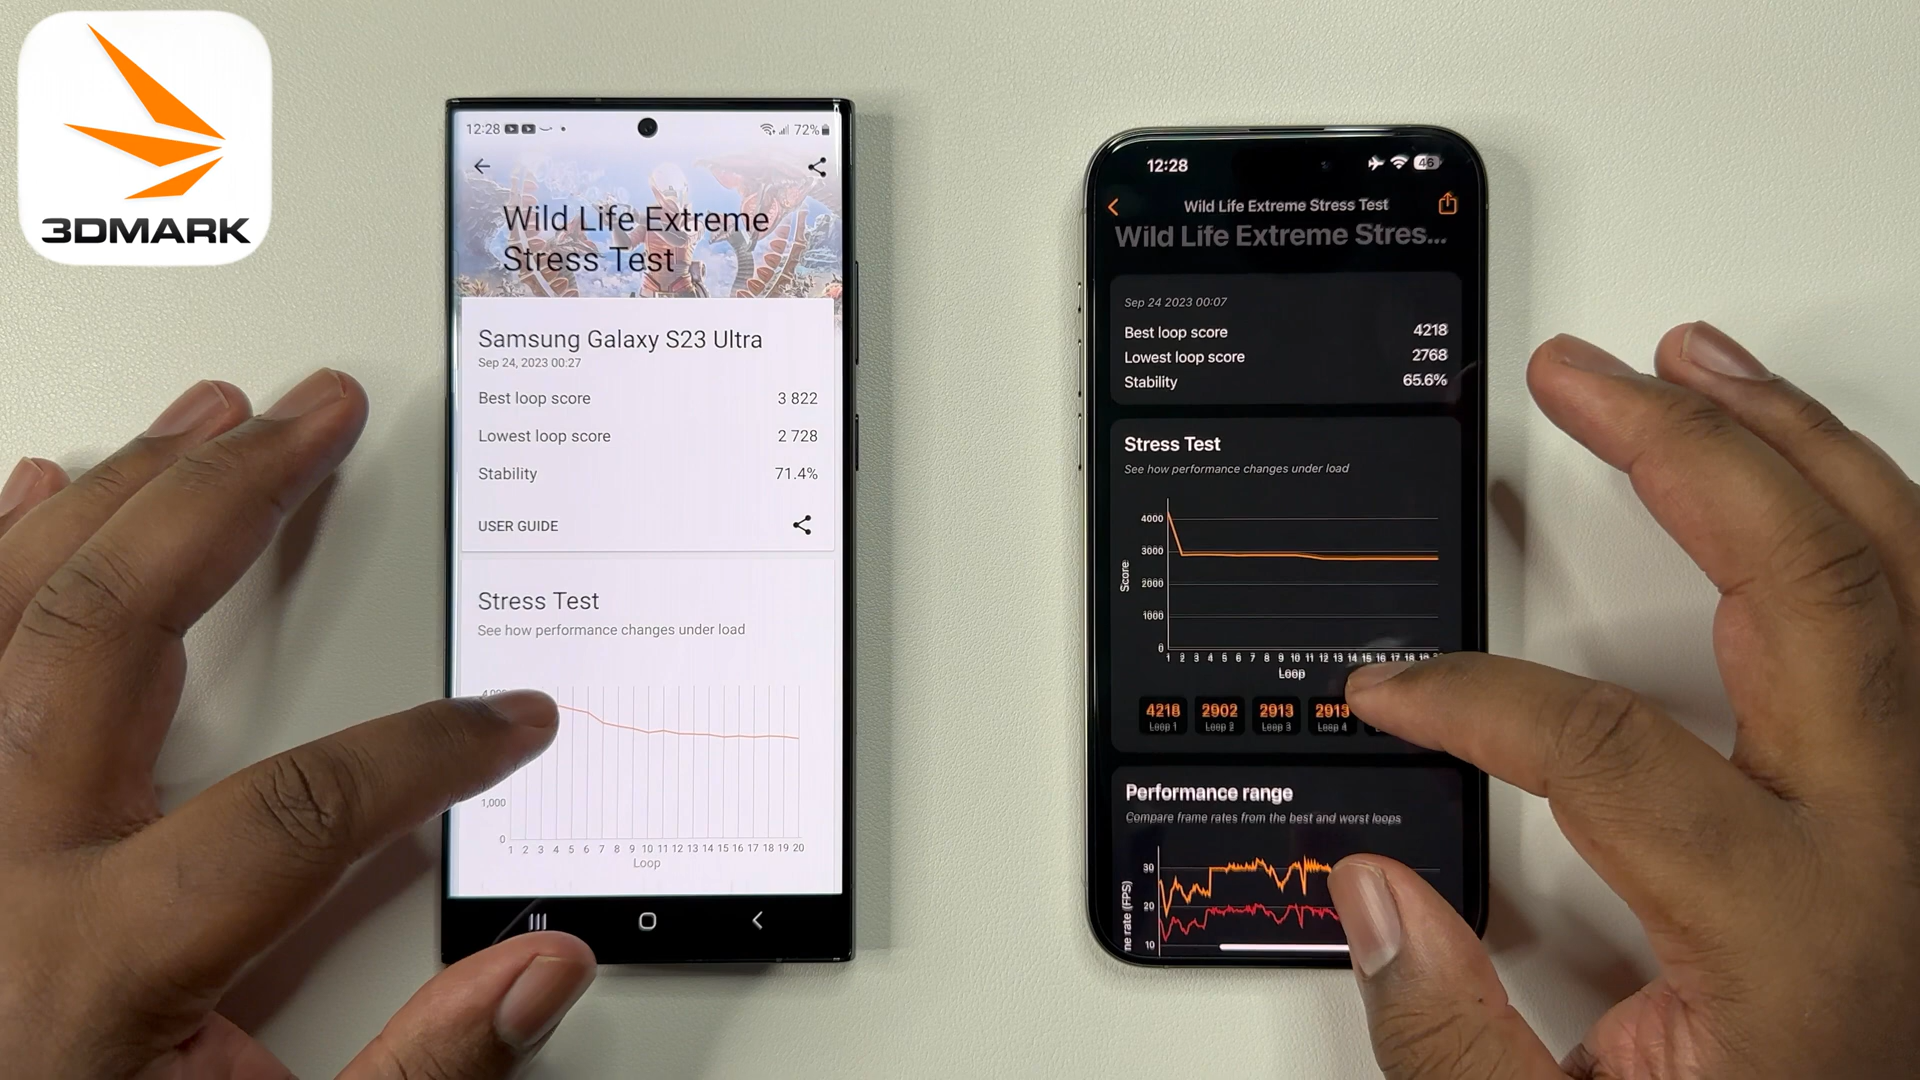 3DMARK
12:28
72%
Wild Life Extreme
Stress Test
Samsung Galaxy S23 Ultra
Sep 24, 2023 00:27
Best loop score 3 822
Lowest loop score 2 728
Stability 71.4%
USER GUIDE
Stress Test
See how performance changes under load
1,000
0
1 2 3 4 5 6 7 8 9 10 11 12 13 14 15 16 17 18 19 20
Loop
12:28
46
Wild Life Extreme Stress Test
Wild Life Extreme Stres...
Sep 24 2023 00:07
Best loop score 4218
Lowest loop score 2768
Stability 65.6%
Stress Test
See how performance changes under load
4000
3000
2000
1000
0
Score
1 2 3 4 5 6 7 8 9 10 11 12 13 14 15 16 17 18 19
Loop
4218 2902 2913 2913
Loop 1 Loop 2 Loop 3 Loop 4
Performance range
Compare frame rates from the best and worst loops
30
20
10
me rate (FPS)